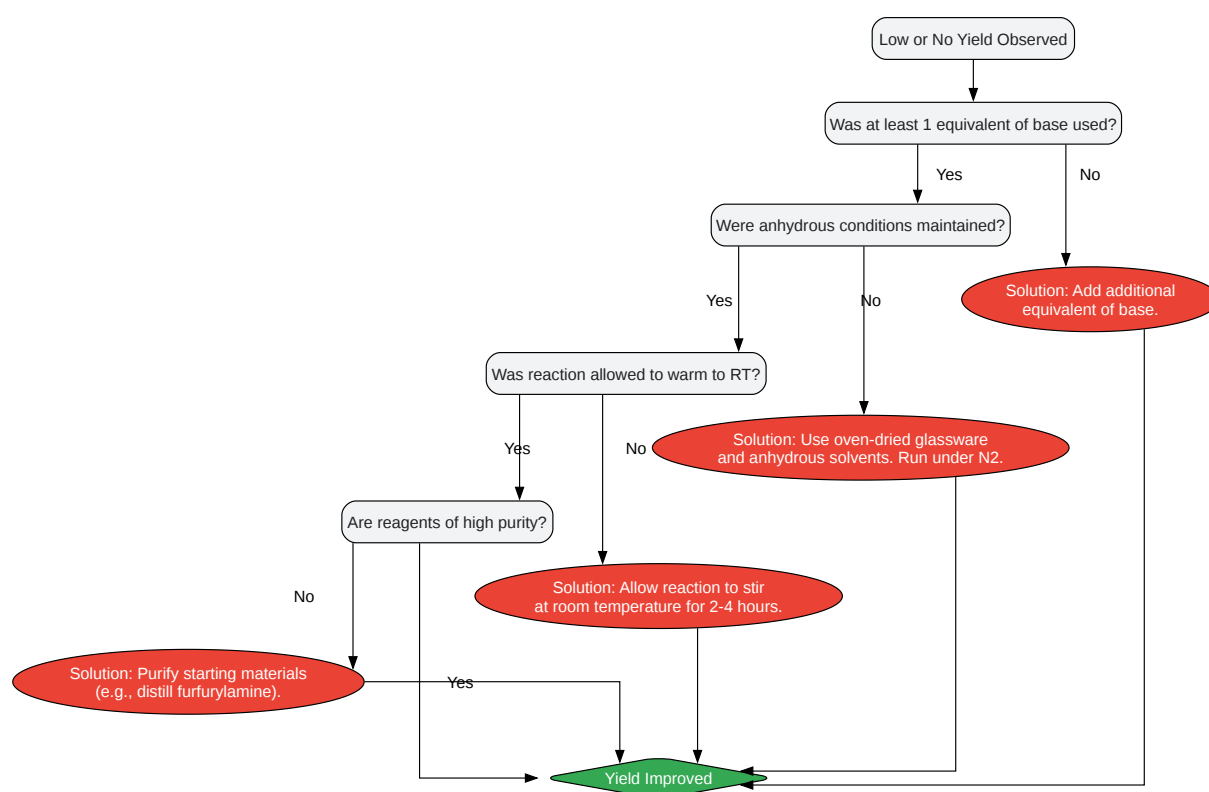 Low or No Yield Observed
Was at least 1 equivalent of base used?
Yes
No
Were anhydrous conditions maintained?
Solution: Add additional
equivalent of base.
Yes
No
Was reaction allowed to warm to RT?
Solution: Use oven-dried glassware
and anhydrous solvents. Run under N2.
Yes
No
Are reagents of high purity?
Solution: Allow reaction to stir
at room temperature for 2-4 hours.
No
Solution: Purify starting materials
(e.g., distill furfurylamine).
Yes
Yield Improved